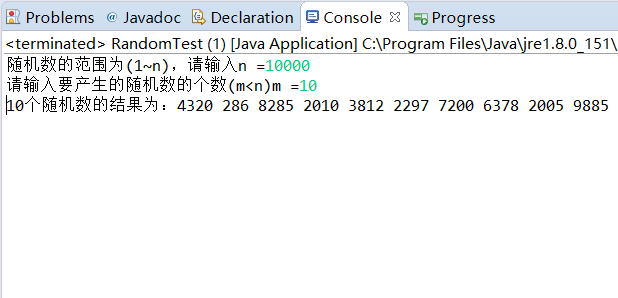 Problems @ Javadoc Declaration Console Progress
<terminated> RandomTest (1) [Java Application] C:\Program Files\Java\jre1.8.0_151\
随机数的范围为(1~n)，请输入n =10000
请输入要产生的随机数的个数(m<n)m =10
10个随机数的结果为：4320 286 8285 2010 3812 2297 7200 6378 2005 9885